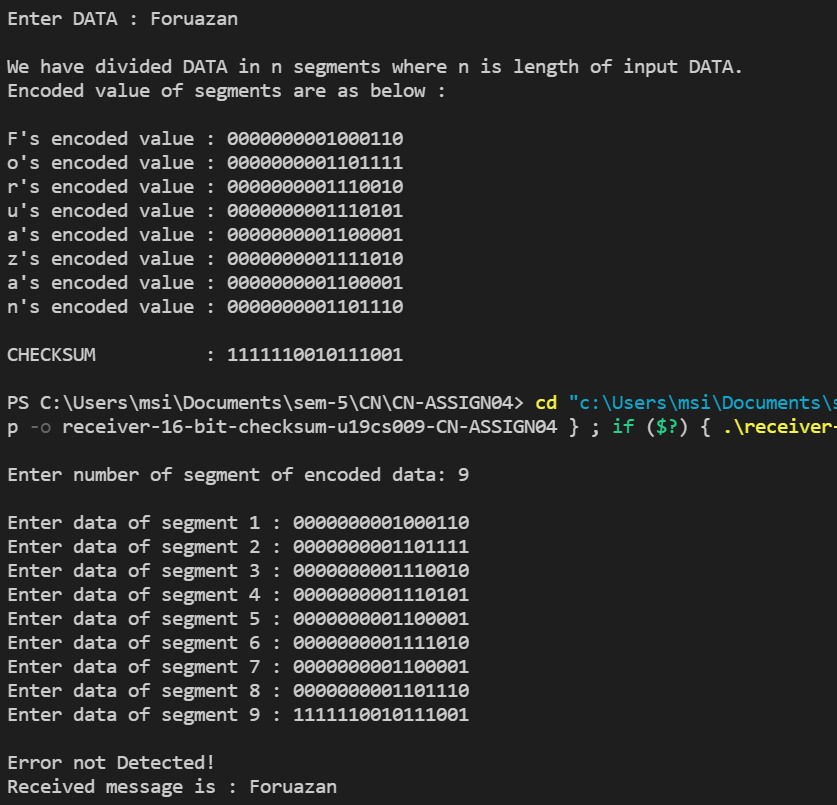 Enter DATA : Foruazan
We have divided DATA in n segments where n is length of input DATA.
Encoded value of segments are as below :
F's encoded value : 0000000001000110
o's encoded value : 0000000001101111
r's encoded value : 0000000001110010
u's encoded value : 0000000001110101
a's encoded value : 0000000001100001
z's encoded value : 0000000001111010
a's encoded value : 0000000001100001
n's encoded value : 0000000001101110
CHECKSUM : 1111110010111001
PS C:\Users\msi\Documents\sem-5\CN\CN-ASSIGN04> cd "c:\Users\msi\Documents\
p -o receiver-16-bit-checksum-u19cs009-CN-ASSIGN04 } ; if ($?) { .\receiver-
Enter number of segment of encoded data: 9
Enter data of segment 1 : 0000000001000110
Enter data of segment 2 : 0000000001101111
Enter data of segment 3 : 0000000001110010
Enter data of segment 4 : 0000000001110101
Enter data of segment 5 : 0000000001100001
Enter data of segment 6 : 0000000001111010
Enter data of segment 7 : 0000000001100001
Enter data of segment 8 : 0000000001101110
Enter data of segment 9 : 1111110010111001
Error not Detected!
Received message is : Foruazan